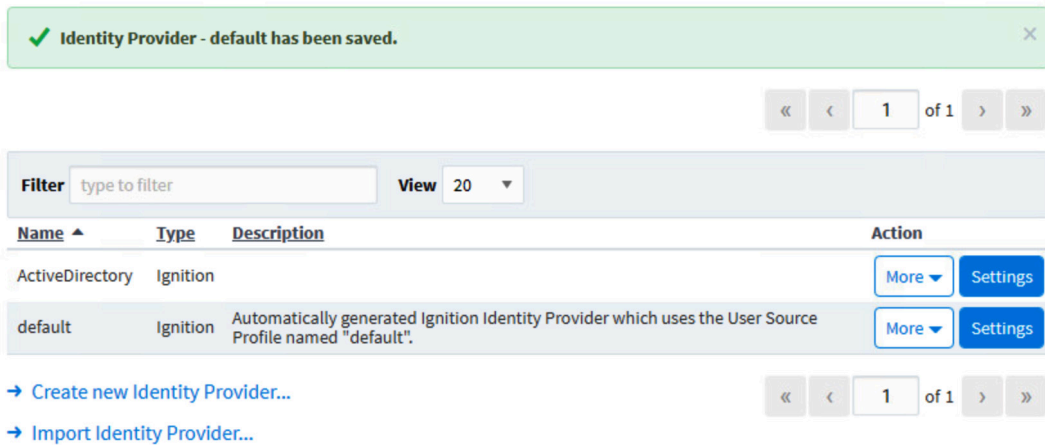 Identity Provider - default has been saved. ×
« ‹ 1 of 1 › »
Filter type to filter View 20
Name Type Description Action
ActiveDirectory Ignition More Settings
default Ignition Automatically generated Ignition Identity Provider which uses the User Source
Profile named "default". More Settings
→ Create new Identity Provider... « ‹ 1 of 1 › »
→ Import Identity Provider...